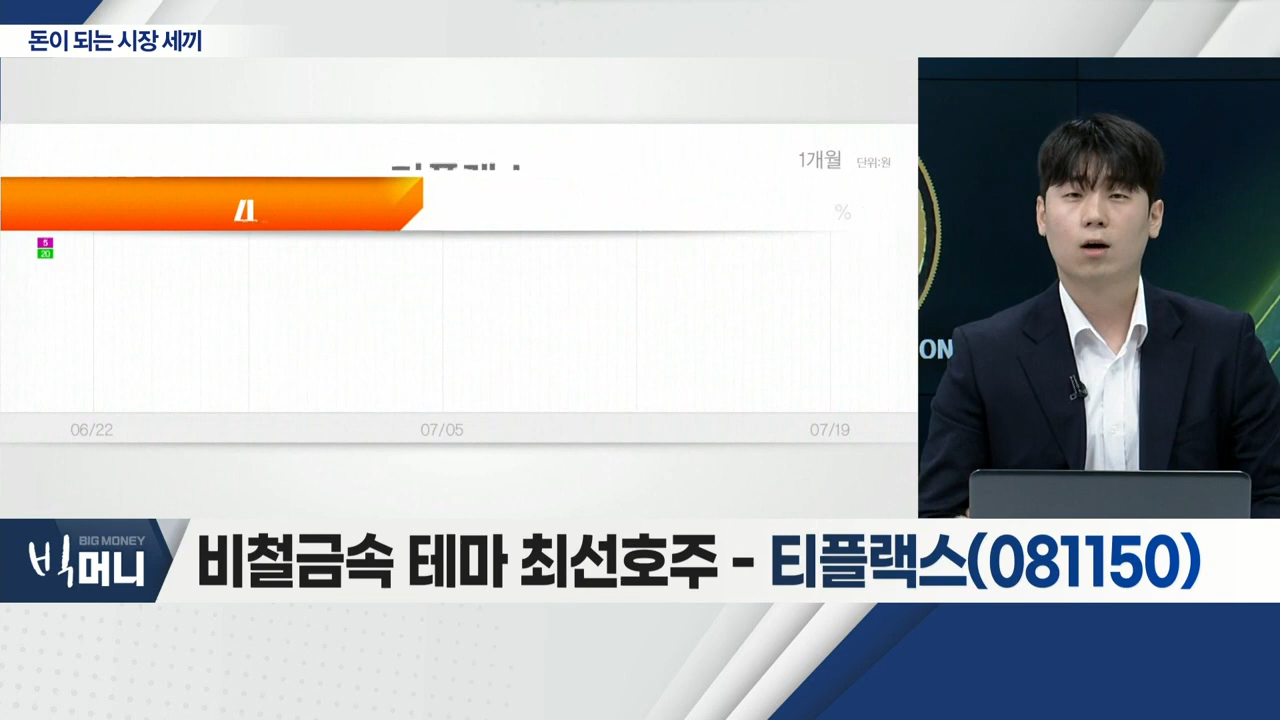 돈이 되는 시장 세끼
1개월 단위:원
%
5
20
06/22 07/05 07/19
ON
BIG MONEY
빅머니
비철금속 테마 최선호주 - 티플랙스(081150)